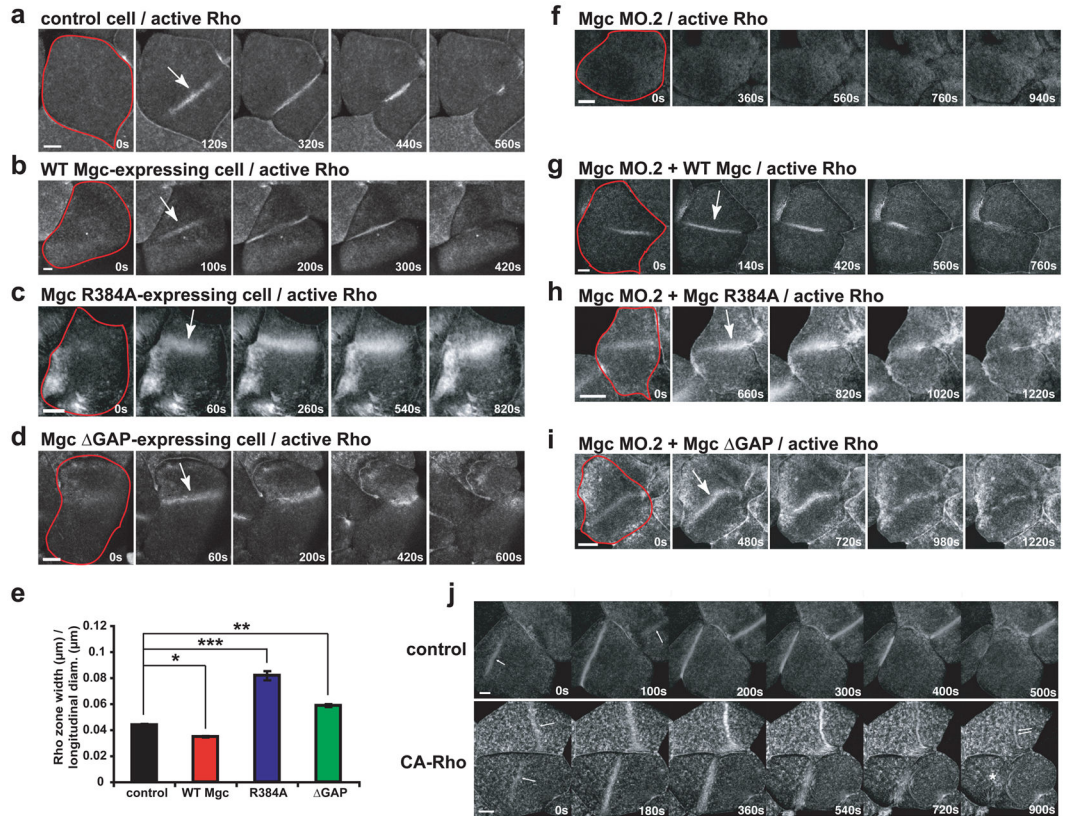 a
control cell / active Rho
0s 120s 320s 440s 560s
b
WT Mgc-expressing cell / active Rho
0s 100s 200s 300s 420s
c
Mgc R384A-expressing cell / active Rho
0s 60s 260s 540s 820s
d
Mgc ΔGAP-expressing cell / active Rho
0s 60s 200s 420s 600s
e
Rho zone width (µm) /
longitudinal diam. (µm)
0.12
0.1
0.08
0.06
0.04
0.02
0
**
***
*
control WT Mgc R384A ΔGAP
f
Mgc MO.2 / active Rho
0s 360s 560s 760s 940s
g
Mgc MO.2 + WT Mgc / active Rho
0s 140s 420s 560s 760s
h
Mgc MO.2 + Mgc R384A / active Rho
0s 660s 820s 1020s 1220s
i
Mgc MO.2 + Mgc ΔGAP / active Rho
0s 480s 720s 980s 1220s
j
control
0s 100s 200s 300s 400s 500s
CA-Rho
*
0s 180s 360s 540s 720s 900s